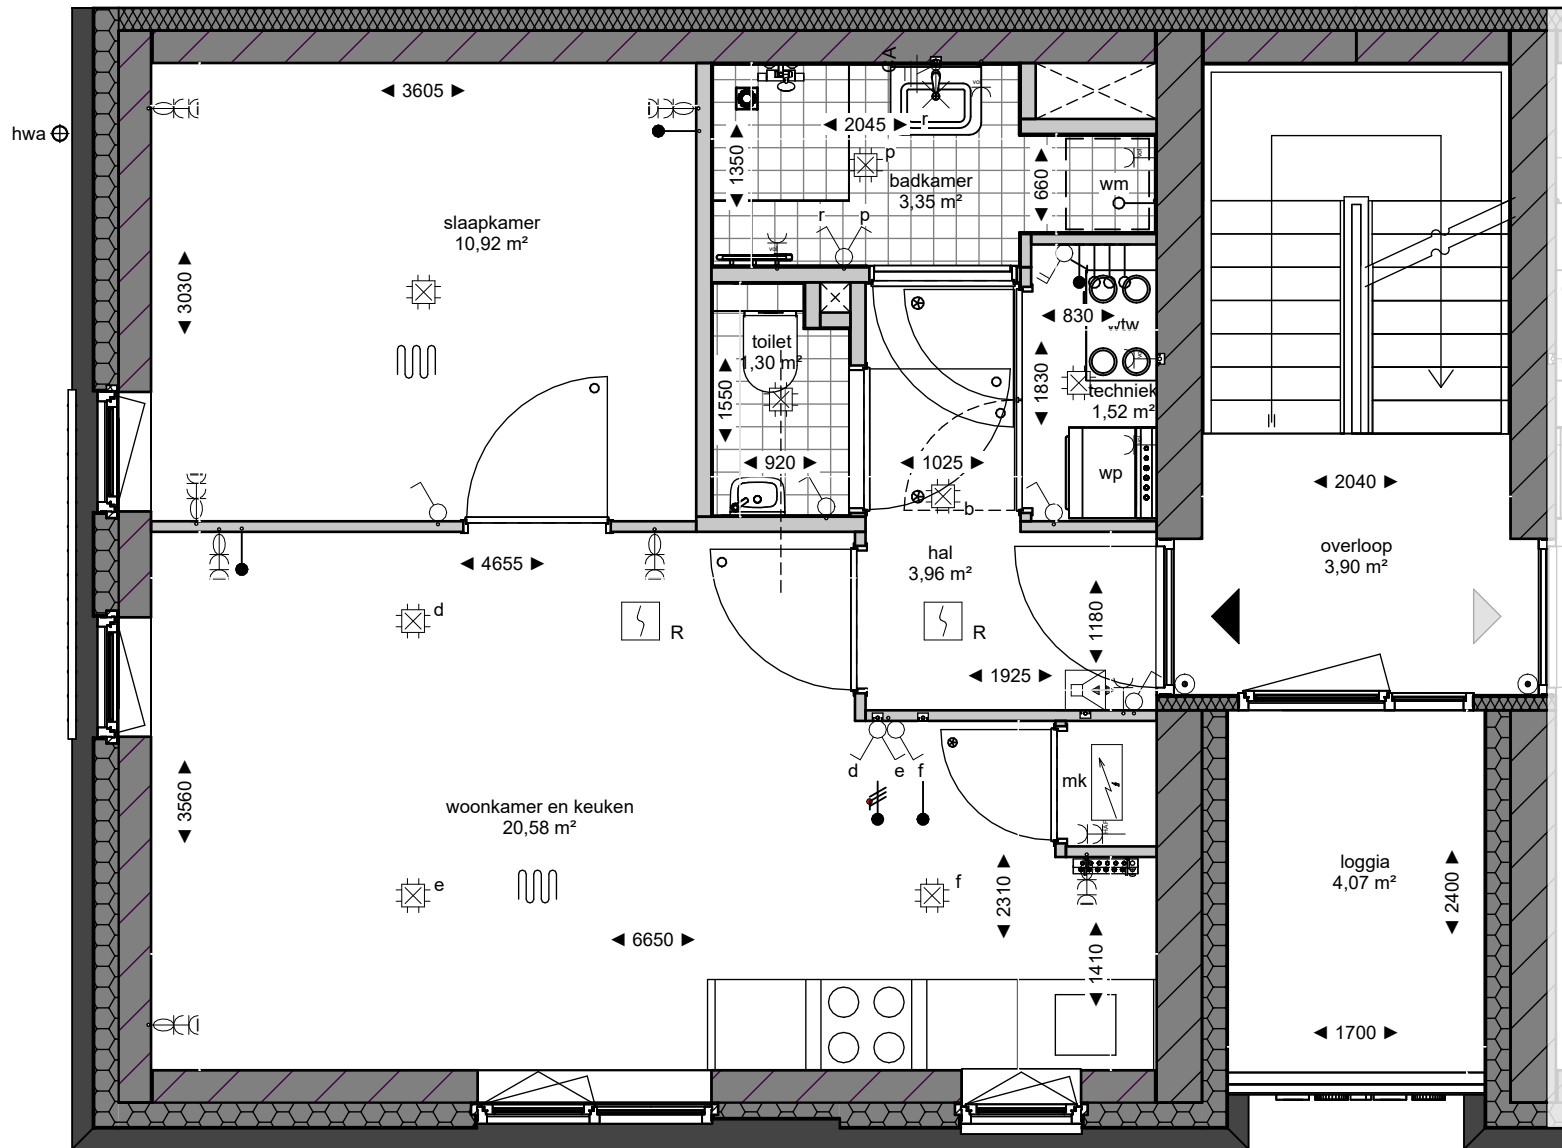 hwa
◄ 3605 ►
CA
◄ 2045 ►
r
p
◄ 1350 ►
badkamer
3,35 m²
◄ 660 ►
wm
r
p
slaapkamer
10,92 m²
◄ 3030 ►
◄ 830 ►
wtw
toilet
1,30 m²
◄ 1550 ►
◄ 1830 ►
techniek
1,52 m²
◄ 920 ►
◄ 1025 ►
wp
b
◄ 2040 ►
◄ 4655 ►
hal
3,96 m²
overloop
3,90 m²
d
R
R
◄ 1180 ►
◄ 1925 ►
d
e
f
mk
◄ 3560 ►
woonkamer en keuken
20,58 m²
loggia
4,07 m²
e
f
◄ 2310 ►
◄ 2400 ►
◄ 6650 ►
◄ 1410 ►
◄ 1700 ►